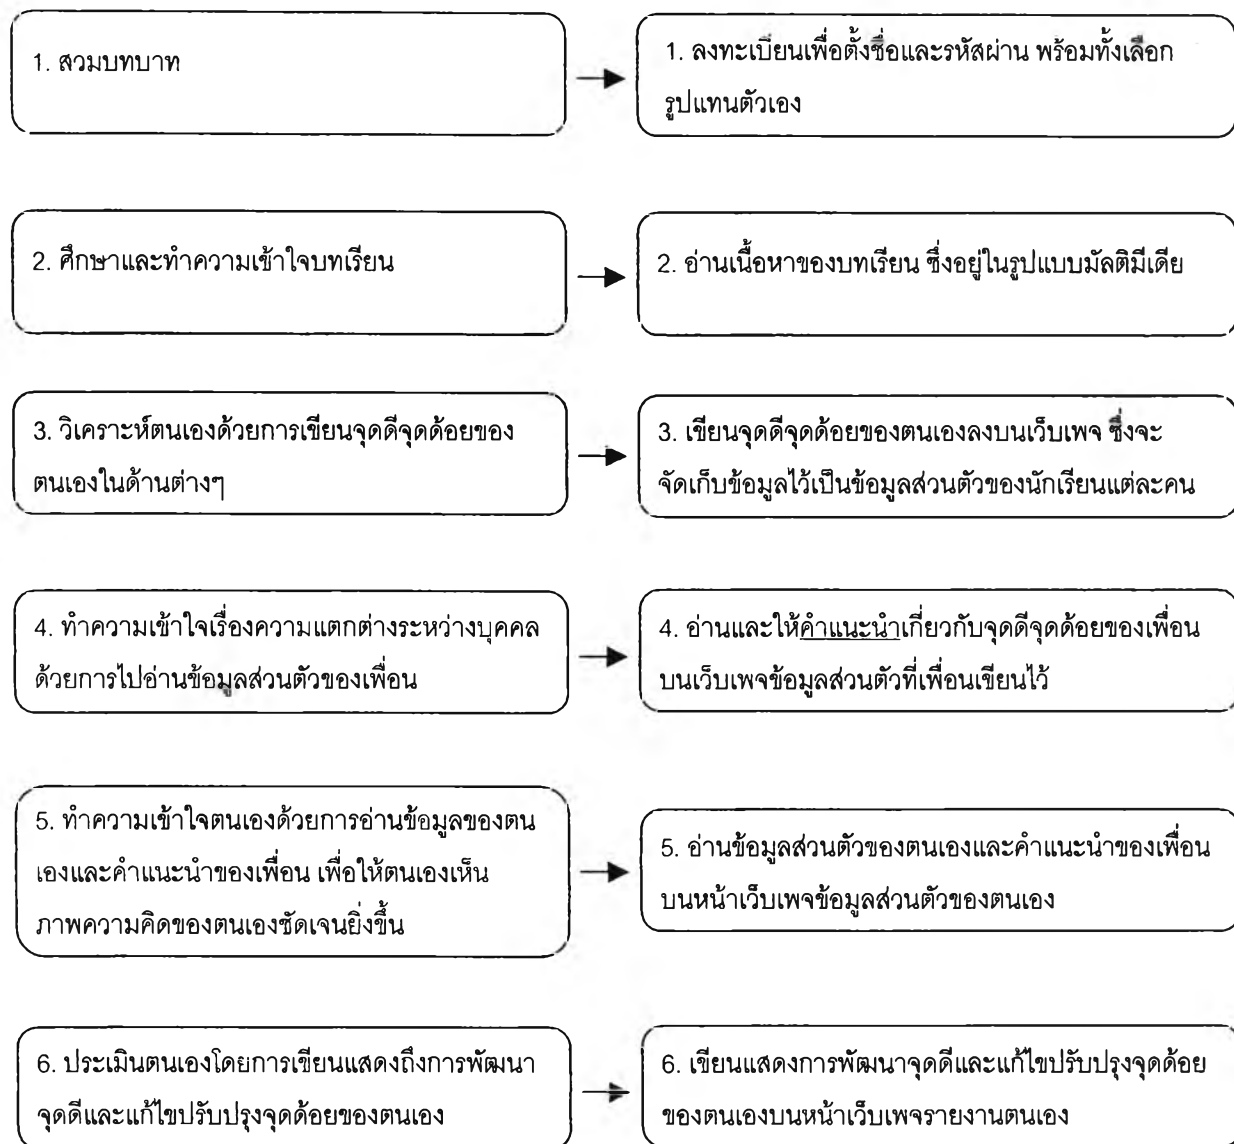 1. สวมบทบาท
1. ลงทะเบียนเพื่อตั้งชื่อและรหัสผ่าน พร้อมทั้งเลือก
รูปแทนตัวเอง
2. ศึกษาและทำความเข้าใจบทเรียน
2. อ่านเนื้อหาของบทเรียน ซึ่งอยู่ในรูปแบบมัลติมีเดีย
3. วิเคราะห์ตนเองด้วยการเขียนจุดดีจุดด้อยของ
ตนเองในด้านต่างๆ
3. เขียนจุดดีจุดด้อยของตนเองลงบนเว็บเพจ ซึ่งจะ
จัดเก็บข้อมูลไว้เป็นข้อมูลส่วนตัวของนักเรียนแต่ละคน
4. ทำความเข้าใจเรื่องความแตกต่างระหว่างบุคคล
ด้วยการไปอ่านข้อมูลส่วนตัวของเพื่อน
4. อ่านและให้คำแนะนำเกี่ยวกับจุดดีจุดด้อยของเพื่อน
บนเว็บเพจข้อมูลส่วนตัวที่เพื่อนเขียนไว้
5. ทำความเข้าใจตนเองด้วยการอ่านข้อมูลของตน
เองและคำแนะนำของเพื่อน เพื่อให้ตนเองเห็น
ภาพความคิดของตนเองชัดเจนยิ่งขึ้น
5. อ่านข้อมูลส่วนตัวของตนเองและคำแนะนำของเพื่อน
บนหน้าเว็บเพจข้อมูลส่วนตัวของตนเอง
6. ประเมินตนเองโดยการเขียนแสดงถึงการพัฒนา
จุดดีและแก้ไขปรับปรุงจุดด้อยของตนเอง
6. เขียนแสดงการพัฒนาจุดดีและแก้ไขปรับปรุงจุดด้อย
ของตนเองบนหน้าเว็บเพจรายงานตนเอง